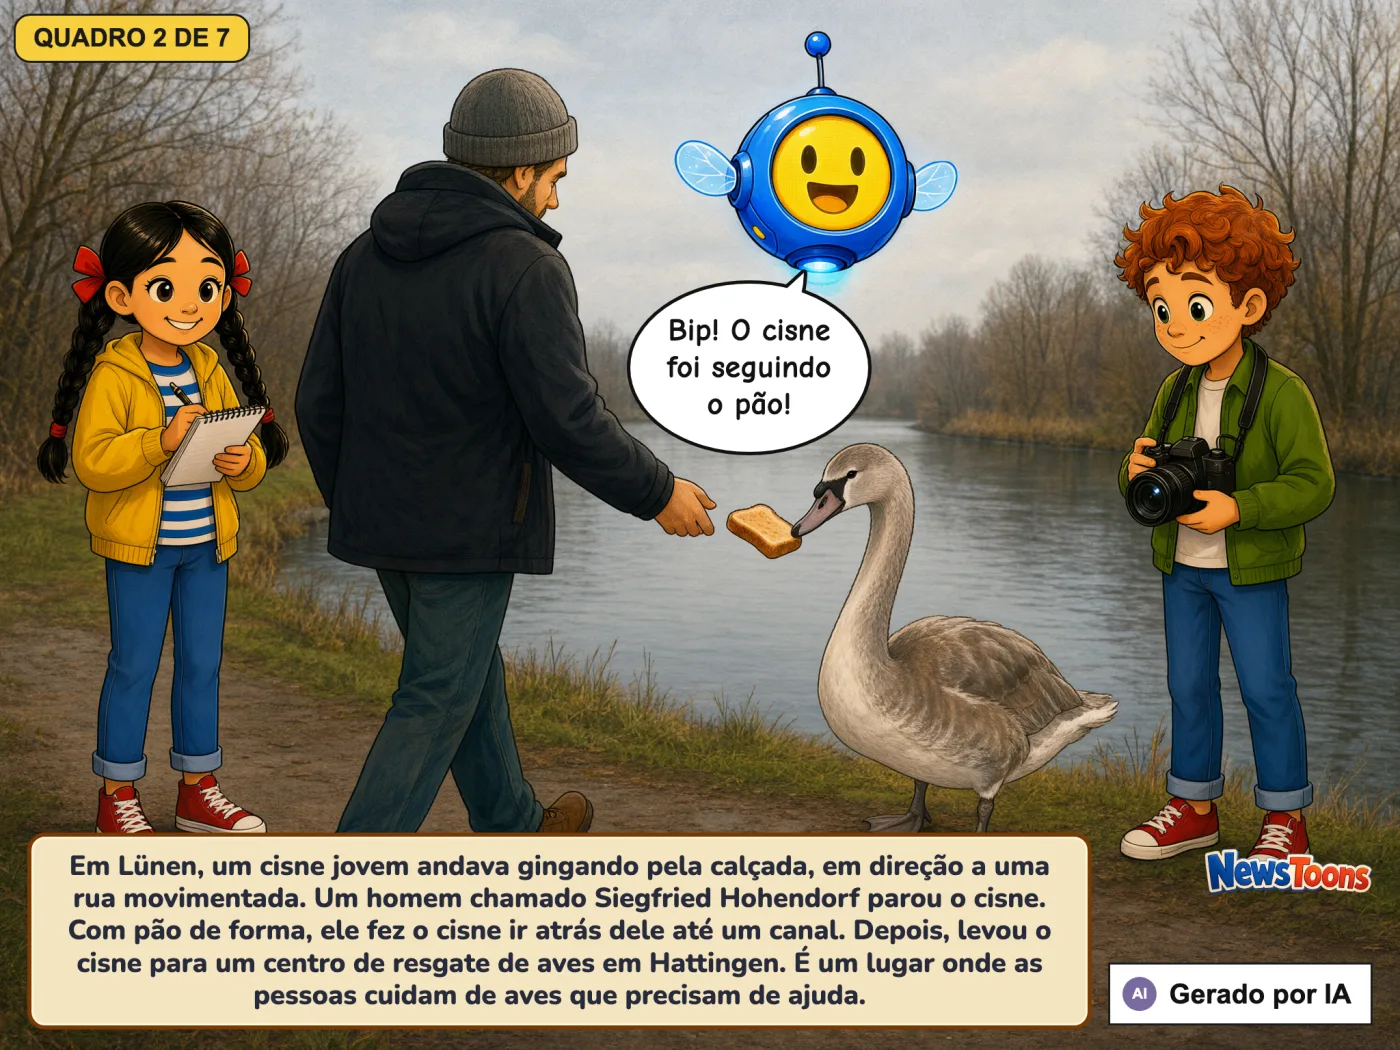 QUADRO 2 DE 7
Bip! O cisne
foi seguindo
o pão!
Em Lünen, um cisne jovem andava gingando pela calçada, em direção a uma
rua movimentada. Um homem chamado Siegfried Hohendorf parou o cisne.
Com pão de forma, ele fez o cisne ir atrás dele até um canal. Depois, levou o
cisne para um centro de resgate de aves em Hattingen. É um lugar onde as
pessoas cuidam de aves que precisam de ajuda.
NewsToons
AI Gerado por IA